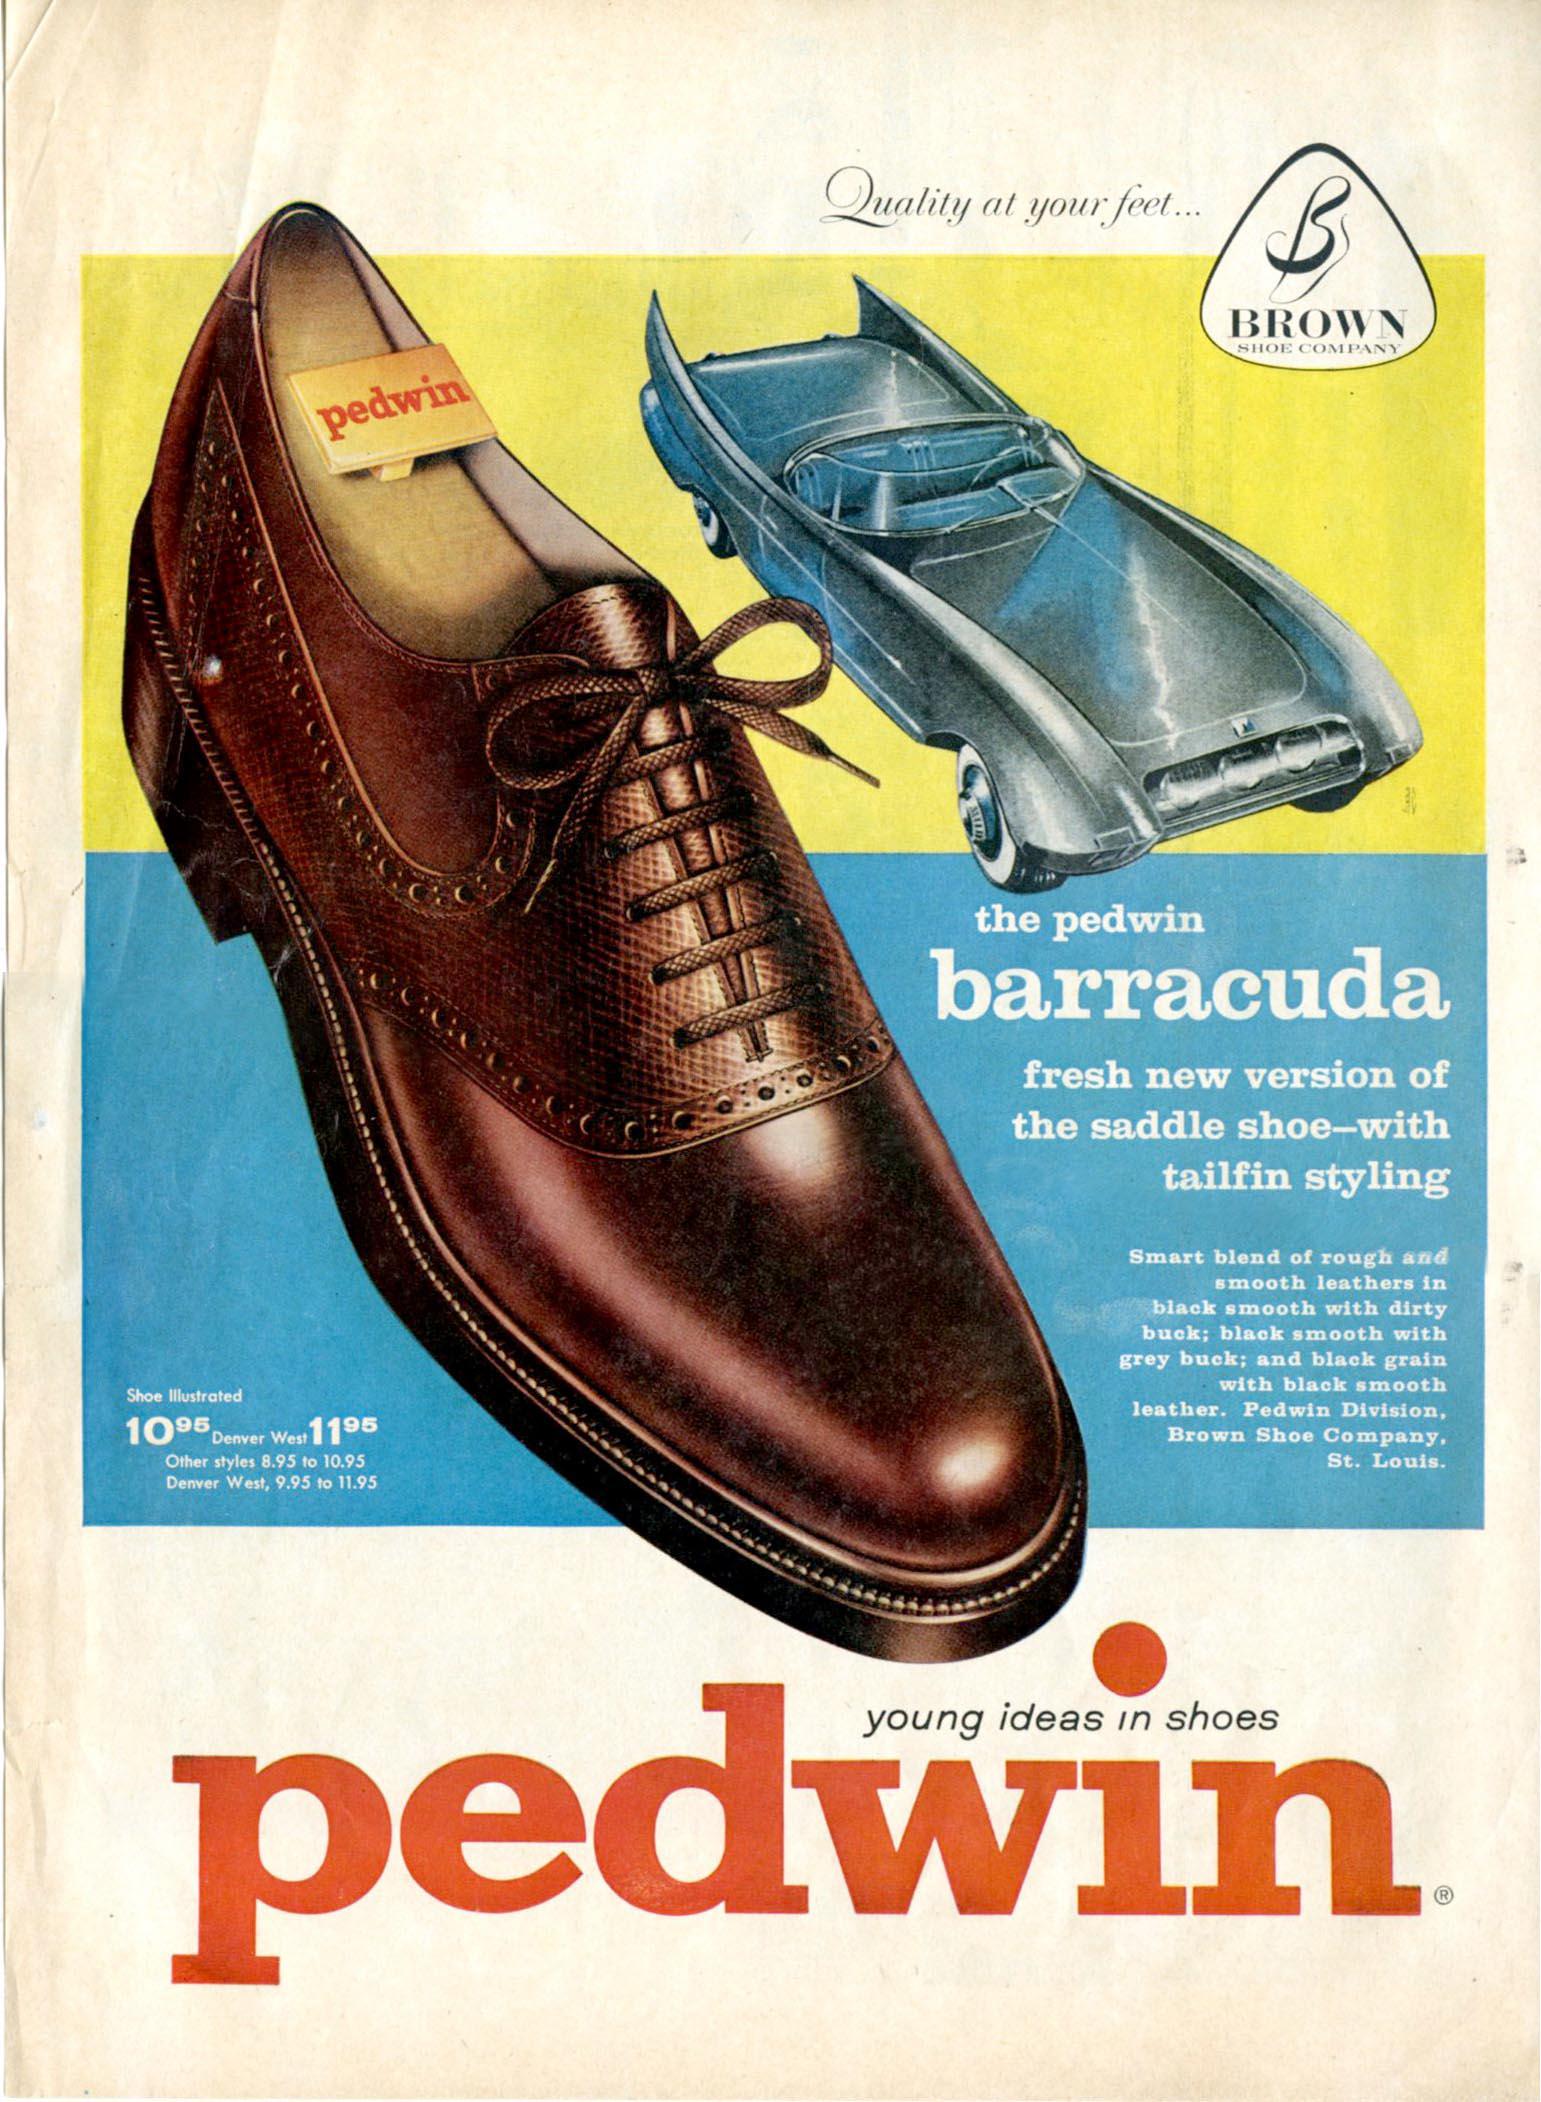 Quality at your feet...
B
BROWN
SHOE COMPANY
pedwin
the pedwin
barracuda
fresh new version of
the saddle shoe—with
tailfin styling
Smart blend of rough and
smooth leathers in
black smooth with dirty
buck; black smooth with
grey buck; and black grain
with black smooth
leather. Pedwin Division,
Brown Shoe Company,
St. Louis.
Shoe Illustrated
10 95 Denver West 11 95
Other styles 8.95 to 10.95
Denver West, 9.95 to 11.95
young ideas in shoes
pedwin®